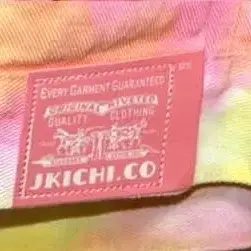 EVERY GARMENT GUARANTEED
ORIGINAL RIVETED
QUALITY CLOTHING
JKICHI.CO